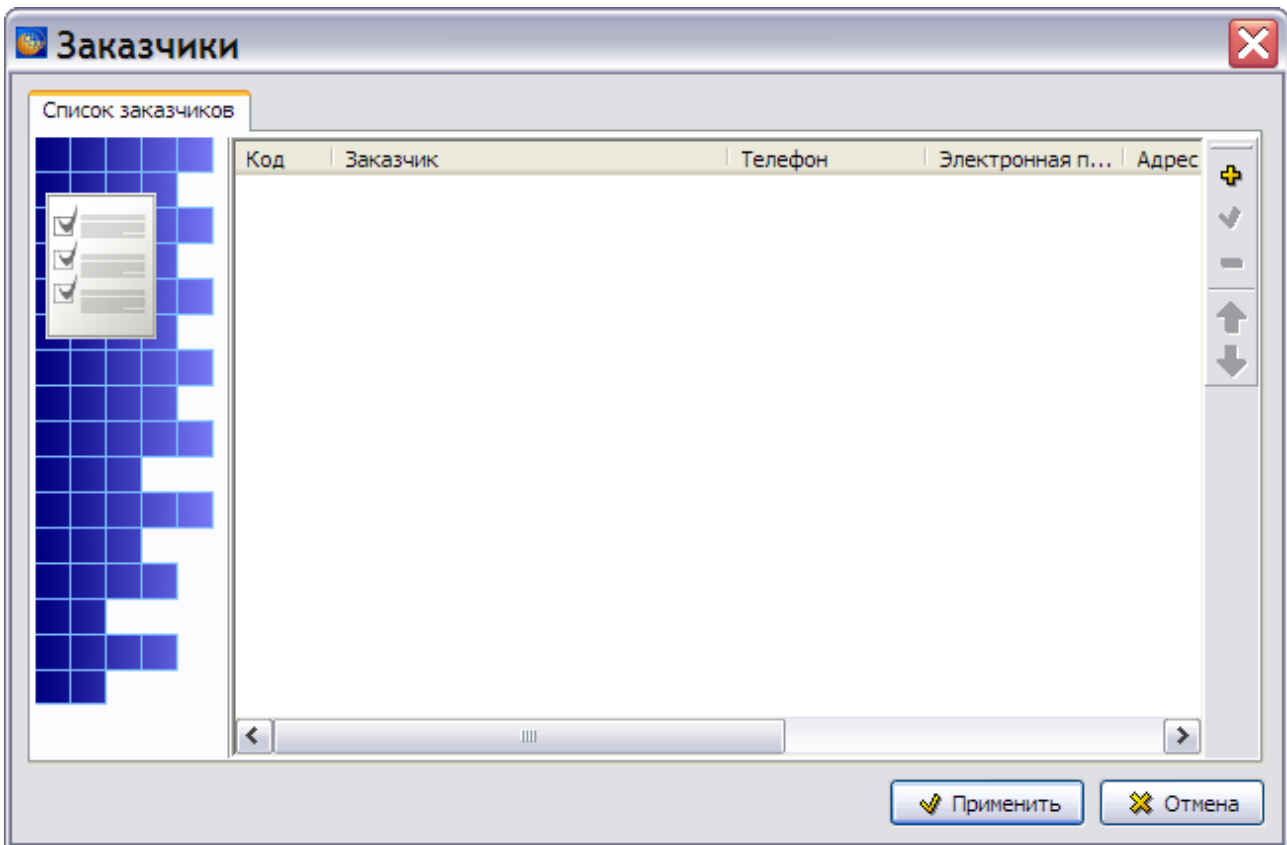 Заказчики
Список заказчиков
Код Заказчик Телефон Электронная п... Адрес
Применить Отмена